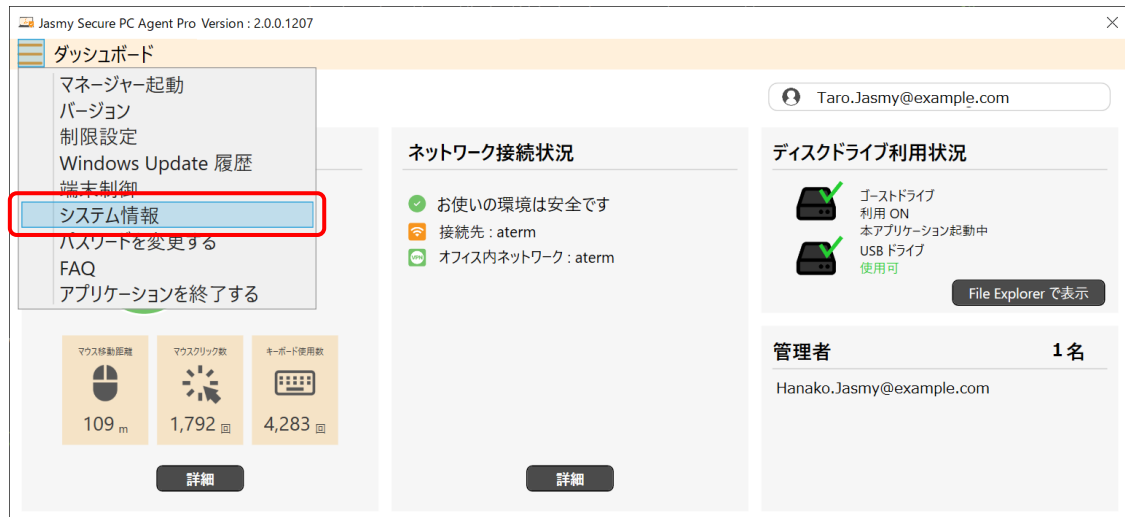 Jasmy Secure PC Agent Pro Version : 2.0.0.1207
ダッシュボード
マネージャー起動
バージョン
制限設定
Windows Update 履歴
端末制御
システム情報
パスワードを変更する
FAQ
アプリケーションを終了する
Taro.Jasmy@example.com
マウス移動距離
109 m
マウスクリック数
1,792 回
キーボード使用数
4,283 回
詳細
ネットワーク接続状況
お使いの環境は安全です
接続先 : aterm
VPN オフィス内ネットワーク : aterm
詳細
ディスクドライブ利用状況
ゴーストドライブ
利用 ON
本アプリケーション起動中
USB ドライブ
使用可
File Explorer で表示
管理者 1 名
Hanako.Jasmy@example.com